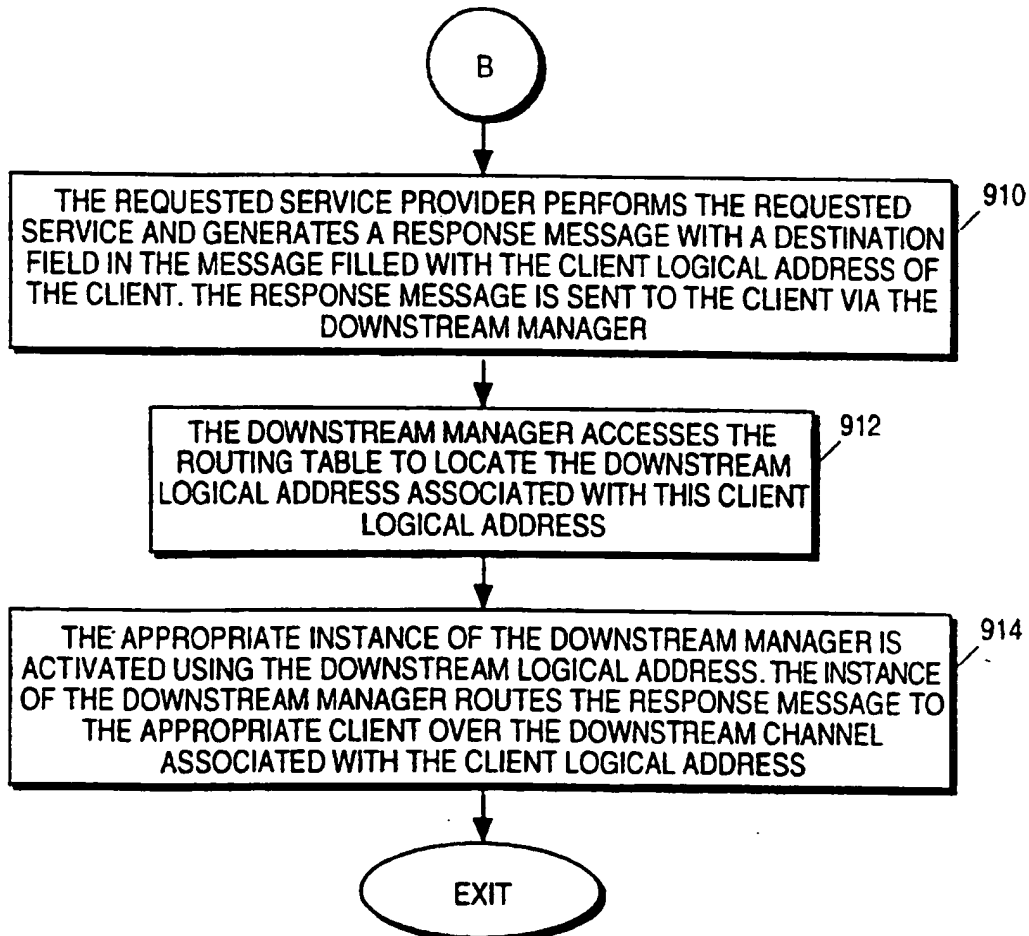 B
THE REQUESTED SERVICE PROVIDER PERFORMS THE REQUESTED
SERVICE AND GENERATES A RESPONSE MESSAGE WITH A DESTINATION
FIELD IN THE MESSAGE FILLED WITH THE CLIENT LOGICAL ADDRESS OF
THE CLIENT. THE RESPONSE MESSAGE IS SENT TO THE CLIENT VIA THE
DOWNSTREAM MANAGER
910
THE DOWNSTREAM MANAGER ACCESSES THE
ROUTING TABLE TO LOCATE THE DOWNSTREAM
LOGICAL ADDRESS ASSOCIATED WITH THIS CLIENT
LOGICAL ADDRESS
912
THE APPROPRIATE INSTANCE OF THE DOWNSTREAM MANAGER IS
ACTIVATED USING THE DOWNSTREAM LOGICAL ADDRESS. THE INSTANCE
OF THE DOWNSTREAM MANAGER ROUTES THE RESPONSE MESSAGE TO
THE APPROPRIATE CLIENT OVER THE DOWNSTREAM CHANNEL
ASSOCIATED WITH THE CLIENT LOGICAL ADDRESS
914
EXIT